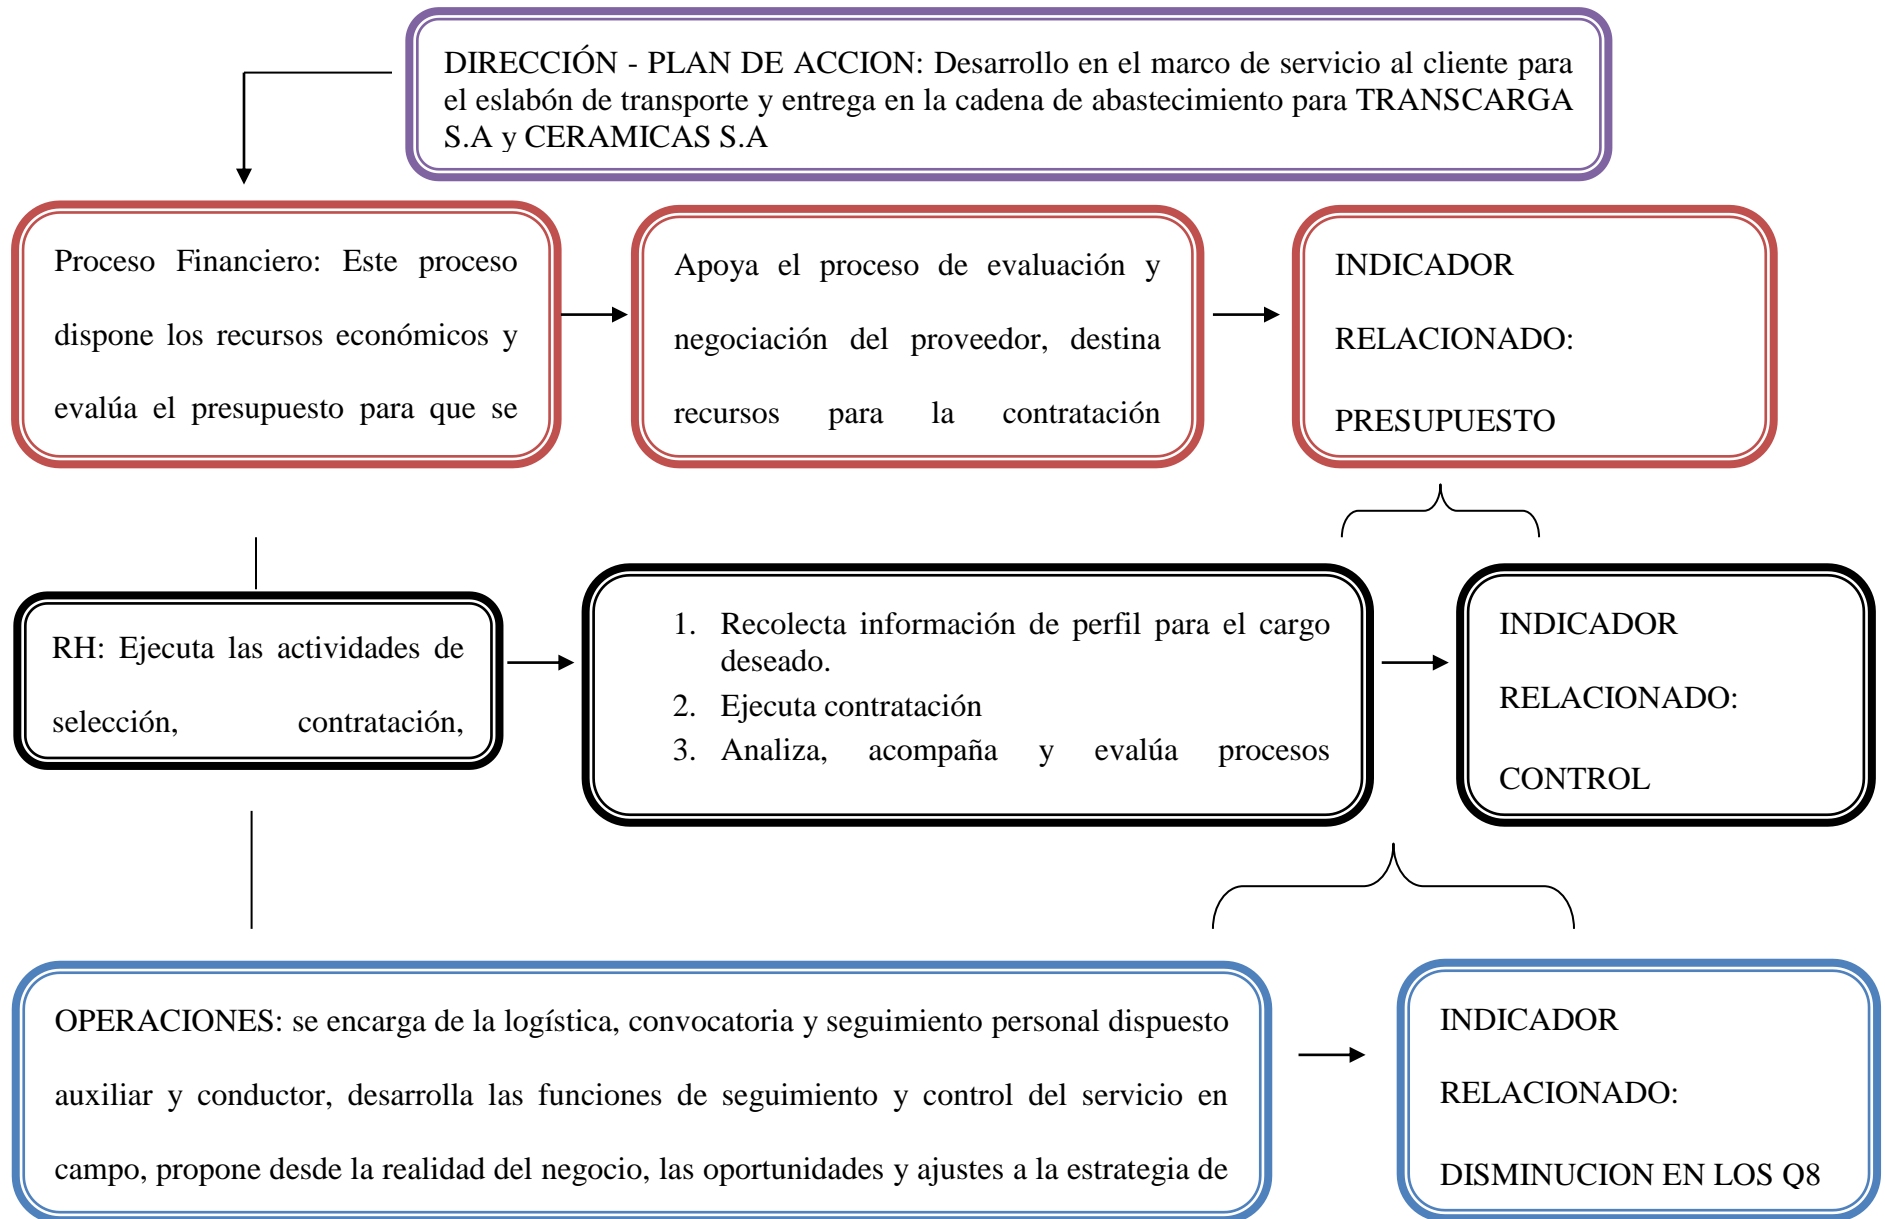 DIRECCIÓN - PLAN DE ACCION: Desarrollo en el marco de servicio al cliente para
el eslabón de transporte y entrega en la cadena de abastecimiento para TRANSCARGA
S.A y CERAMICAS S.A
Proceso Financiero: Este proceso
dispone los recursos económicos y
evalúa el presupuesto para que se
Apoya el proceso de evaluación y
negociación del proveedor, destina
recursos para la contratación
INDICADOR
RELACIONADO:
PRESUPUESTO
RH: Ejecuta las actividades de
selección, contratación,
1. Recolecta información de perfil para el cargo
deseado.
2. Ejecuta contratación
3. Analiza, acompaña y evalúa procesos
INDICADOR
RELACIONADO:
CONTROL
OPERACIONES: se encarga de la logística, convocatoria y seguimiento personal dispuesto
auxiliar y conductor, desarrolla las funciones de seguimiento y control del servicio en
campo, propone desde la realidad del negocio, las oportunidades y ajustes a la estrategia de
INDICADOR
RELACIONADO:
DISMINUCION EN LOS Q8